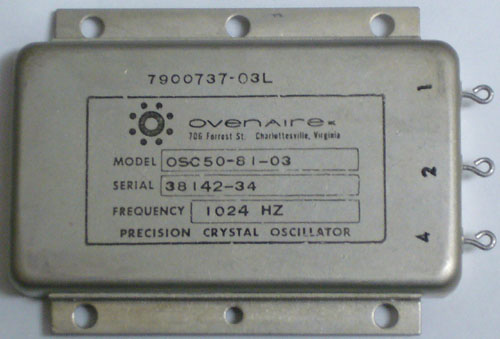 7900737-03L
OVENAIRE INC.
706 Forrest St. Charlottesville, Virginia
MODEL OSC50-81-03
SERIAL 38142-34
FREQUENCY 1024 HZ
PRECISION CRYSTAL OSCILLATOR
1
2
4